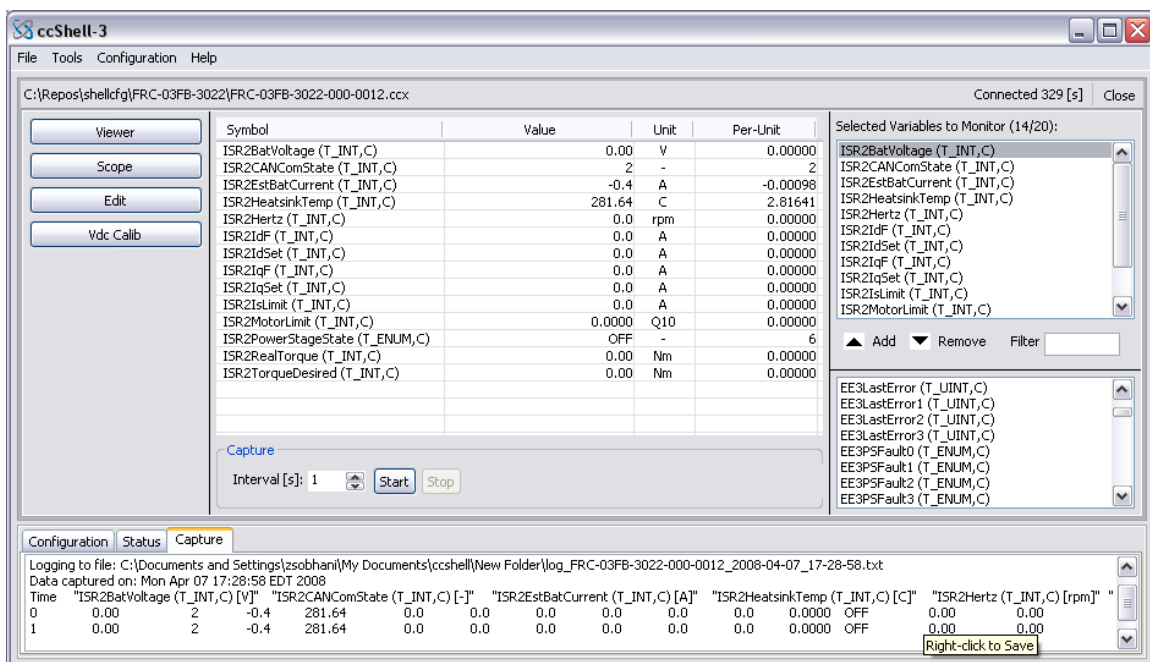 ccShell-3
File Tools Configuration Help
C:\Repos\shellcfg\FRC-03FB-3022\FRC-03FB-3022-000-0012.ccx Connected 329 [s] Close
Viewer
Scope
Edit
Vdc Calib
Symbol Value Unit Per-Unit
ISR2BatVoltage (T_INT,C) 0.00 V 0.00000
ISR2CANComState (T_INT,C) 2 - 2
ISR2EstBatCurrent (T_INT,C) -0.4 A -0.00098
ISR2HeatsinkTemp (T_INT,C) 281.64 C 2.81641
ISR2Hertz (T_INT,C) 0.0 rpm 0.00000
ISR2IdF (T_INT,C) 0.0 A 0.00000
ISR2IdSet (T_INT,C) 0.0 A 0.00000
ISR2IqF (T_INT,C) 0.0 A 0.00000
ISR2IqSet (T_INT,C) 0.0 A 0.00000
ISR2IsLimit (T_INT,C) 0.0 A 0.00000
ISR2MotorLimit (T_INT,C) 0.0000 Q10 0.00000
ISR2PowerStageState (T_ENUM,C) OFF - 6
ISR2RealTorque (T_INT,C) 0.00 Nm 0.00000
ISR2TorqueDesired (T_INT,C) 0.00 Nm 0.00000
Capture
Interval [s]: 1 Start Stop
Selected Variables to Monitor (14/20):
ISR2BatVoltage (T_INT,C)
ISR2CANComState (T_INT,C)
ISR2EstBatCurrent (T_INT,C)
ISR2HeatsinkTemp (T_INT,C)
ISR2Hertz (T_INT,C)
ISR2IdF (T_INT,C)
ISR2IdSet (T_INT,C)
ISR2IqF (T_INT,C)
ISR2IqSet (T_INT,C)
ISR2IsLimit (T_INT,C)
ISR2MotorLimit (T_INT,C)
Add Remove Filter
EE3LastError (T_UINT,C)
EE3LastError1 (T_UINT,C)
EE3LastError2 (T_UINT,C)
EE3LastError3 (T_UINT,C)
EE3PSFault0 (T_ENUM,C)
EE3PSFault1 (T_ENUM,C)
EE3PSFault2 (T_ENUM,C)
EE3PSFault3 (T_ENUM,C)
Configuration Status Capture
Logging to file: C:\Documents and Settings\zsobhani\My Documents\ccshell\New Folder\log_FRC-03FB-3022-000-0012_2008-04-07_17-28-58.txt
Data captured on: Mon Apr 07 17:28:58 EDT 2008
Time "ISR2BatVoltage (T_INT,C) [V]" "ISR2CANComState (T_INT,C) [-]" "ISR2EstBatCurrent (T_INT,C) [A]" "ISR2HeatsinkTemp (T_INT,C) [C]" "ISR2Hertz (T_INT,C) [rpm]" "
0 0.00 2 -0.4 281.64 0.0 0.0 0.0 0.0 0.0 0.0 0.0000 OFF 0.00 0.00
1 0.00 2 -0.4 281.64 0.0 0.0 0.0 0.0 0.0 0.0 0.0000 OFF 0.00 0.00
Right-click to Save